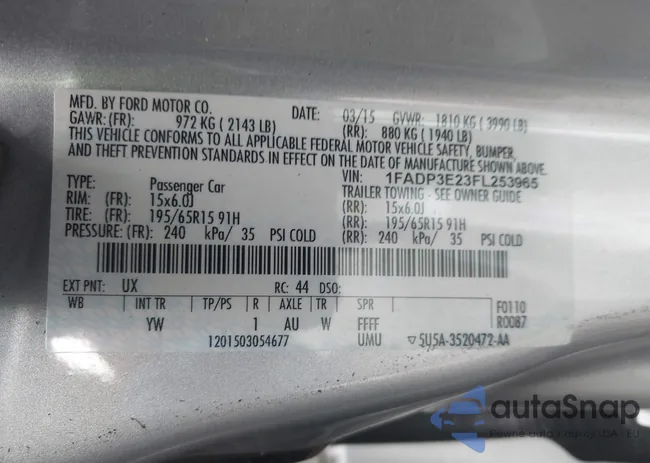 MFD. BY FORD MOTOR CO.
DATE: 03/15 GVWR: 1810 KG (3990 LB)
GAWR: (FR): 972 KG (2143 LB) (RR): 880 KG (1940 LB)
THIS VEHICLE CONFORMS TO ALL APPLICABLE FEDERAL MOTOR VEHICLE SAFETY, BUMPER,
AND THEFT PREVENTION STANDARDS IN EFFECT ON THE DATE OF MANUFACTURE SHOWN ABOVE.
VIN: 1FADP3E23FL253965
TYPE: Passenger Car TRAILER TOWING - SEE OWNER GUIDE
RIM: (FR): 15x6.0J (RR): 15x6.0J
TIRE: (FR): 195/65R15 91H (RR): 195/65R15 91H
PRESSURE: (FR): 240 kPa/ 35 PSI COLD (RR): 240 kPa/ 35 PSI COLD
EXT PNT: UX RC: 44 DSO:
WB INT TR TP/PS R AXLE TR SPR F0110
YW 1 AU W FFFF R0087
1201503054677 UMU ▽5U5A-3520472-AA
autaSnap
Pewne auta z aukcji USA i EU